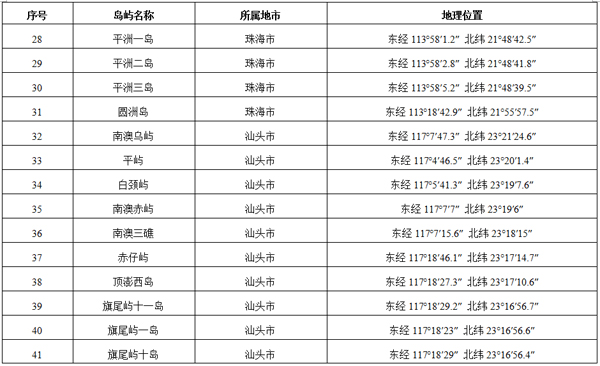 序号 岛屿名称 所属地市 地理位置
28 平洲一岛 珠海市 东经 113°58′1.2″ 北纬 21°48′42.5″
29 平洲二岛 珠海市 东经 113°58′2.8″ 北纬 21°48′41.8″
30 平洲三岛 珠海市 东经 113°58′5.2″ 北纬 21°48′39.5″
31 圆洲岛 珠海市 东经 113°18′42.9″ 北纬 21°55′57.5″
32 南澳乌屿 汕头市 东经 117°7′47.3″ 北纬 23°21′24.6″
33 平屿 汕头市 东经 117°4′46.5″ 北纬 23°20′1.4″
34 白颈屿 汕头市 东经 117°5′41.3″ 北纬 23°19′7.6″
35 南澳赤屿 汕头市 东经 117°7′7″ 北纬 23°19′6″
36 南澳三礁 汕头市 东经 117°7′15.6″ 北纬 23°18′15″
37 赤仔屿 汕头市 东经 117°18′46.1″ 北纬 23°17′14.7″
38 顶澎西岛 汕头市 东经 117°18′27.3″ 北纬 23°17′10.6″
39 旗尾屿十一岛 汕头市 东经 117°18′29.2″ 北纬 23°16′56.7″
40 旗尾屿一岛 汕头市 东经 117°18′23″ 北纬 23°16′56.6″
41 旗尾屿十岛 汕头市 东经 117°18′29″ 北纬 23°16′56.4″